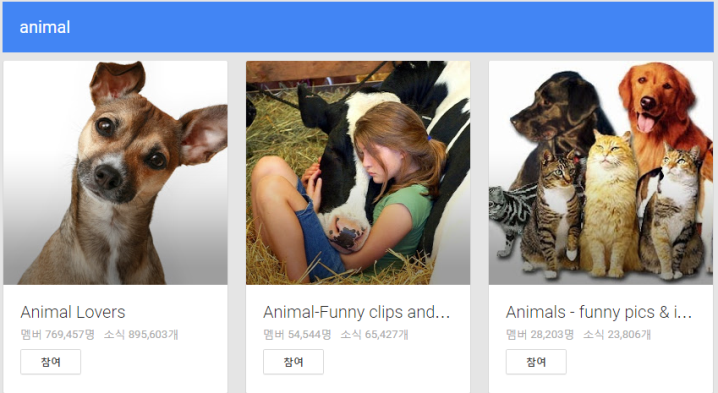 animal
Animal Lovers
멤버 769,457명 소식 895,603개
참여
Animal-Funny clips and...
멤버 54,544명 소식 65,427개
참여
Animals - funny pics & i...
멤버 28,203명 소식 23,806개
참여